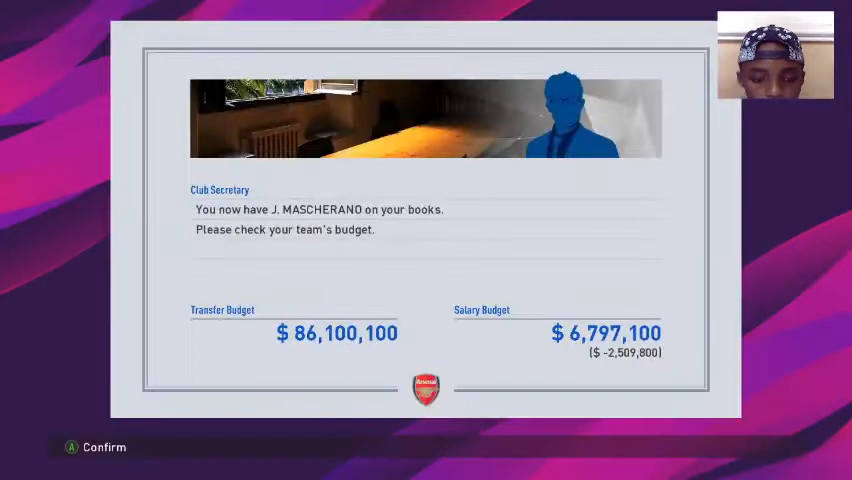 Club Secretary
You now have J. MASCHERANO on your books.
Please check your team's budget.
Transfer Budget
Salary Budget
$ 86,100,100
$ 6,797,100
($ -2,509,800)
Arsenal
A Confirm